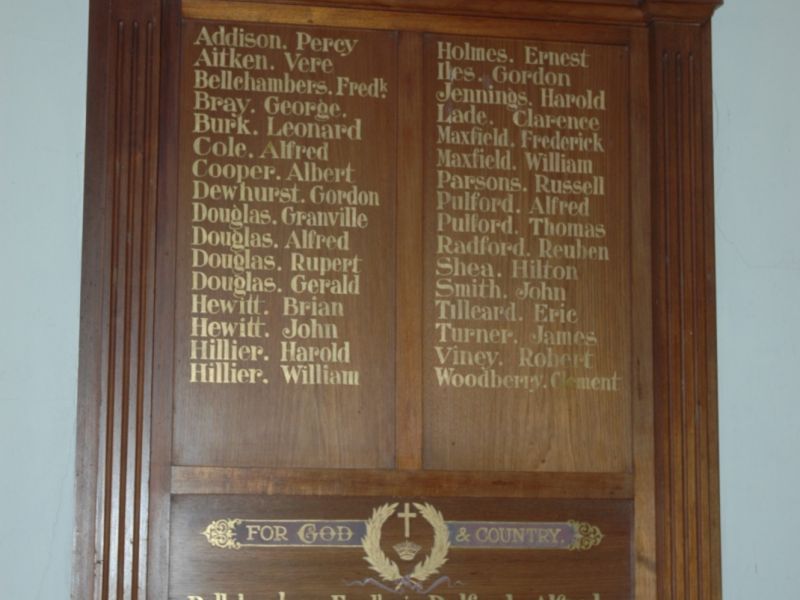 Addison. Percy
Aitken. Vere
Bellchambers. Fredk.
Bray. George.
Burk. Leonard
Cole. Alfred
Cooper. Albert
Dewhurst. Gordon
Douglas. Granville
Douglas. Alfred
Douglas. Rupert
Douglas. Gerald
Hewitt. Brian
Hewitt. John
Hillier. Harold
Hillier. William
Holmes. Ernest
Iles. Gordon
Jennings. Harold
Lade. Clarence
Maxfield. Frederick
Maxfield. William
Parsons. Russell
Pulford. Alfred
Pulford. Thomas
Radford. Reuben
Shea. Hilton
Smith. John
Tilleard. Eric
Turner. James
Viney. Robert
Woodberry. Clement
FOR GOD & COUNTRY.